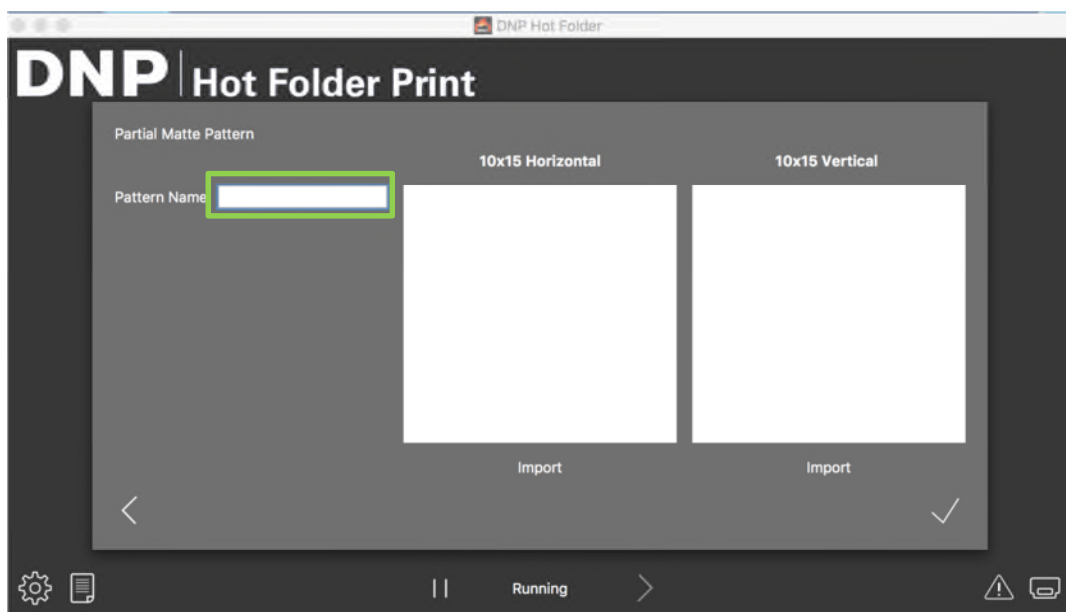 DNP Hot Folder
DNP Hot Folder Print
Partial Matte Pattern
10x15 Horizontal
10x15 Vertical
Pattern Name
Import
Import
Running